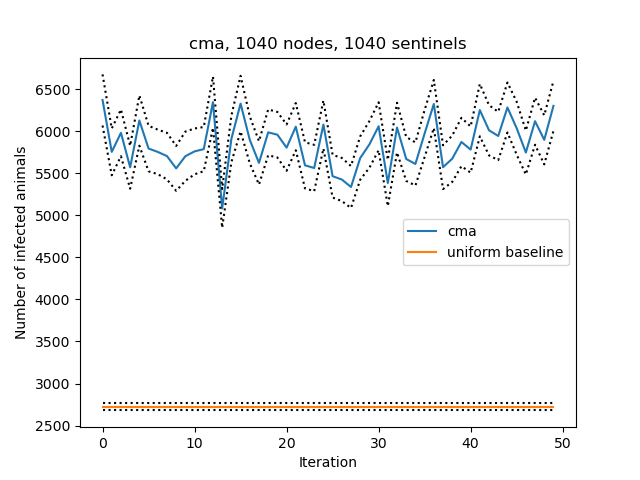 cma, 1040 nodes, 1040 sentinels
Number of infected animals
6500
6000
5500
5000
4500
4000
3500
3000
2500
cma
uniform baseline
0 10 20 30 40 50
Iteration